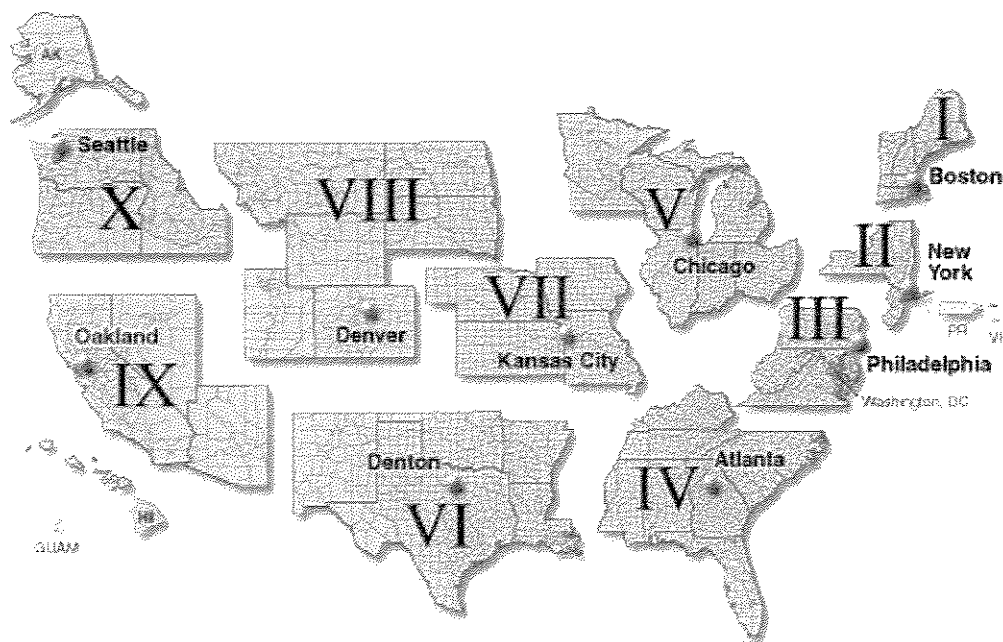 AK
Seattle
X
VIII
V
Chicago
I
Boston
II
New
York
PR
VI
III
Philadelphia
Washington, DC
Oakland
IX
Denver
VII
Kansas City
HI
GUAM
Denton
VI
IV
Atlanta